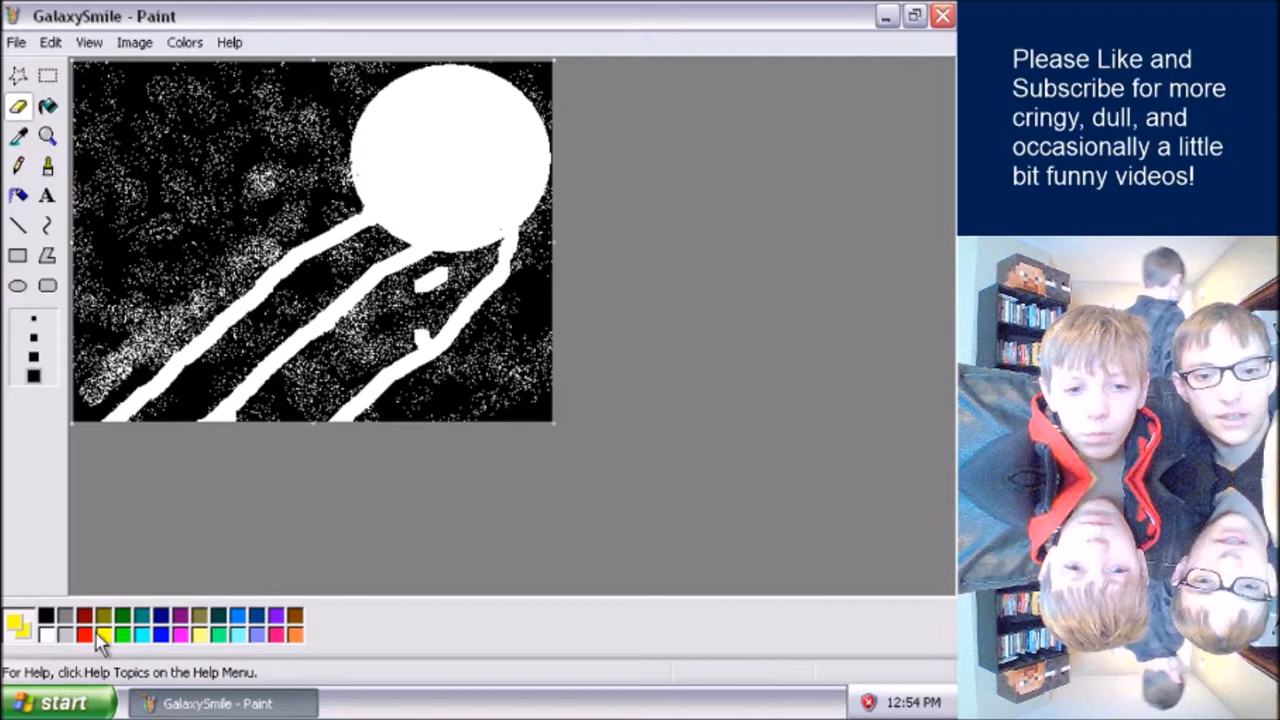 GalaxySmile - Paint
File Edit View Image Colors Help
A
Please Like and
Subscribe for more
cringy, dull, and
occasionally a little
bit funny videos!
For Help, click Help Topics on the Help Menu.
start
GalaxySmile - Paint
12:54 PM